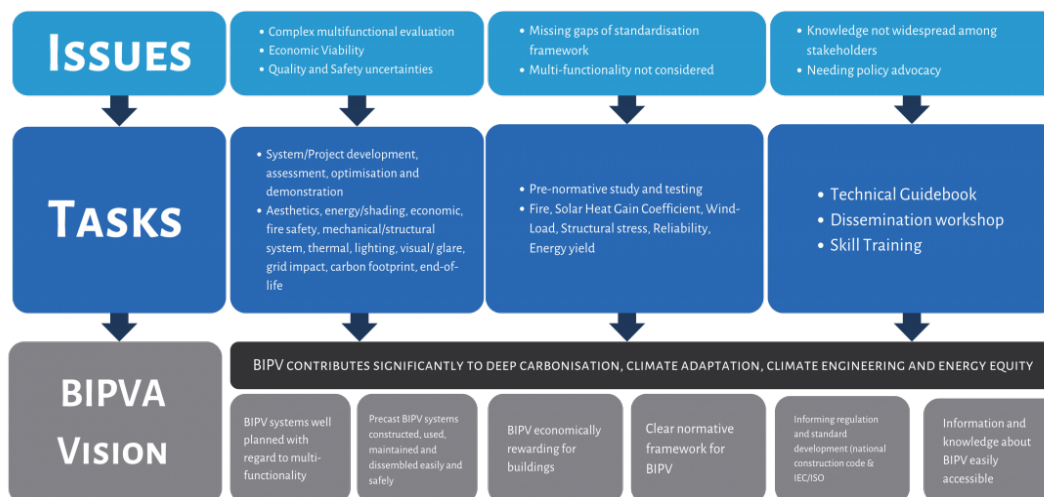 ISSUES
• Complex multifunctional evaluation
• Economic Viability
• Quality and Safety uncertainties
• Missing gaps of standardisation
framework
• Multi-functionality not considered
• Knowledge not widespread among
stakeholders
• Needing policy advocacy
TASKS
• System/Project development,
assessment, optimisation and
demonstration
• Aesthetics, energy/shading, economic,
fire safety, mechanical/structural
system, thermal, lighting, visual/ glare,
grid impact, carbon footprint, end-of-
life
• Pre-normative study and testing
• Fire, Solar Heat Gain Coefficient, Wind-
Load, Structural stress, Reliability,
Energy yield
• Technical Guidebook
• Dissemination workshop
• Skill Training
BIPVA
VISION
BIPV CONTRIBUTES SIGNIFICANTLY TO DEEP CARBONISATION, CLIMATE ADAPTATION, CLIMATE ENGINEERING AND ENERGY EQUITY
BIPV systems well
planned with
regard to multi-
functionality
Precast BIPV systems
constructed, used,
maintained and
dissembled easily and
safely
BIPV economically
rewarding for
buildings
Clear normative
framework for
BIPV
Informing regulation
and standard
development (national
construction code &
IEC/ISO
Information and
knowledge about
BIPV easily
accessible